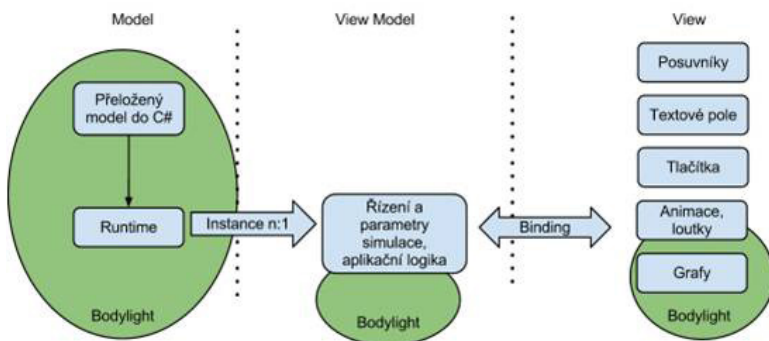 Model
View Model
View
Přeložený
model do C#
Runtime
Bodylight
Instance n:1
Řízení a
parametry
simulace,
aplikační logika
Bodylight
Binding
Posuvníky
Textové pole
Tlačítka
Animace,
loutky
Grafy
Bodylight